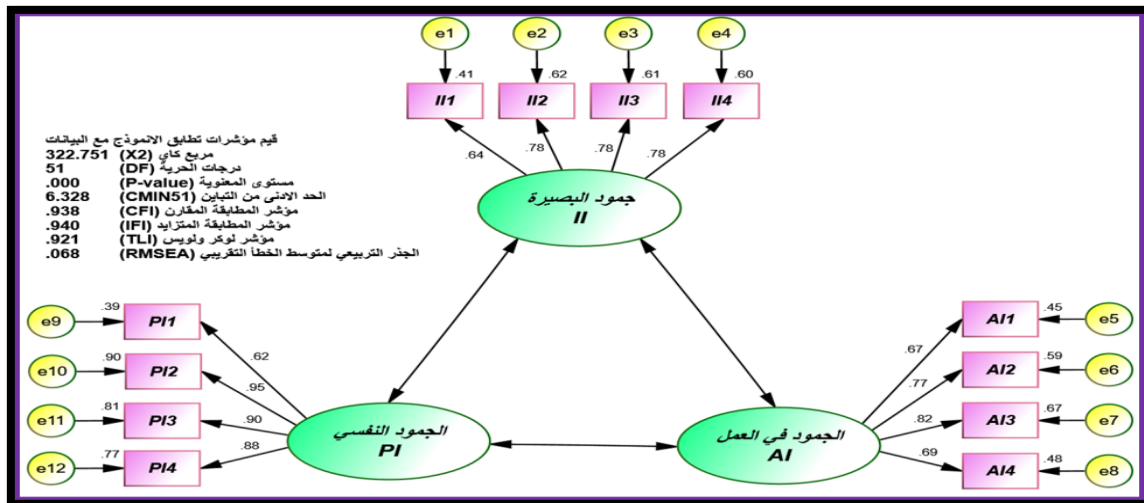 e1 e2 e3 e4
.41 .62 .61 .60
II1 II2 II3 II4
.64 .78 .78 .78
جمود البصيرة
II
قيم مؤشرات تطابق الانموذج مع البيانات
مربع كاي (X2) 322.751
درجات الحرية (DF) 51
مستوى المعنوية (P-value) .000
الحد الادنى من التباين (CMIN51) 6.328
مؤشر المطابقة المقارن (CFI) .938
مؤشر المطابقة المتزايد (IFI) .940
مؤشر لوكر ولويس (TLI) .921
الجذر التربيعي لمتوسط الخطأ التقريبي (RMSEA) .068
e9 .39 PI1 .62
e10 .90 PI2 .95
e11 .81 PI3 .90
e12 .77 PI4 .88
الجمود النفسي
PI
الجمود في العمل
AI
.67 AI1 .45 e5
.77 AI2 .59 e6
.82 AI3 .67 e7
.69 AI4 .48 e8